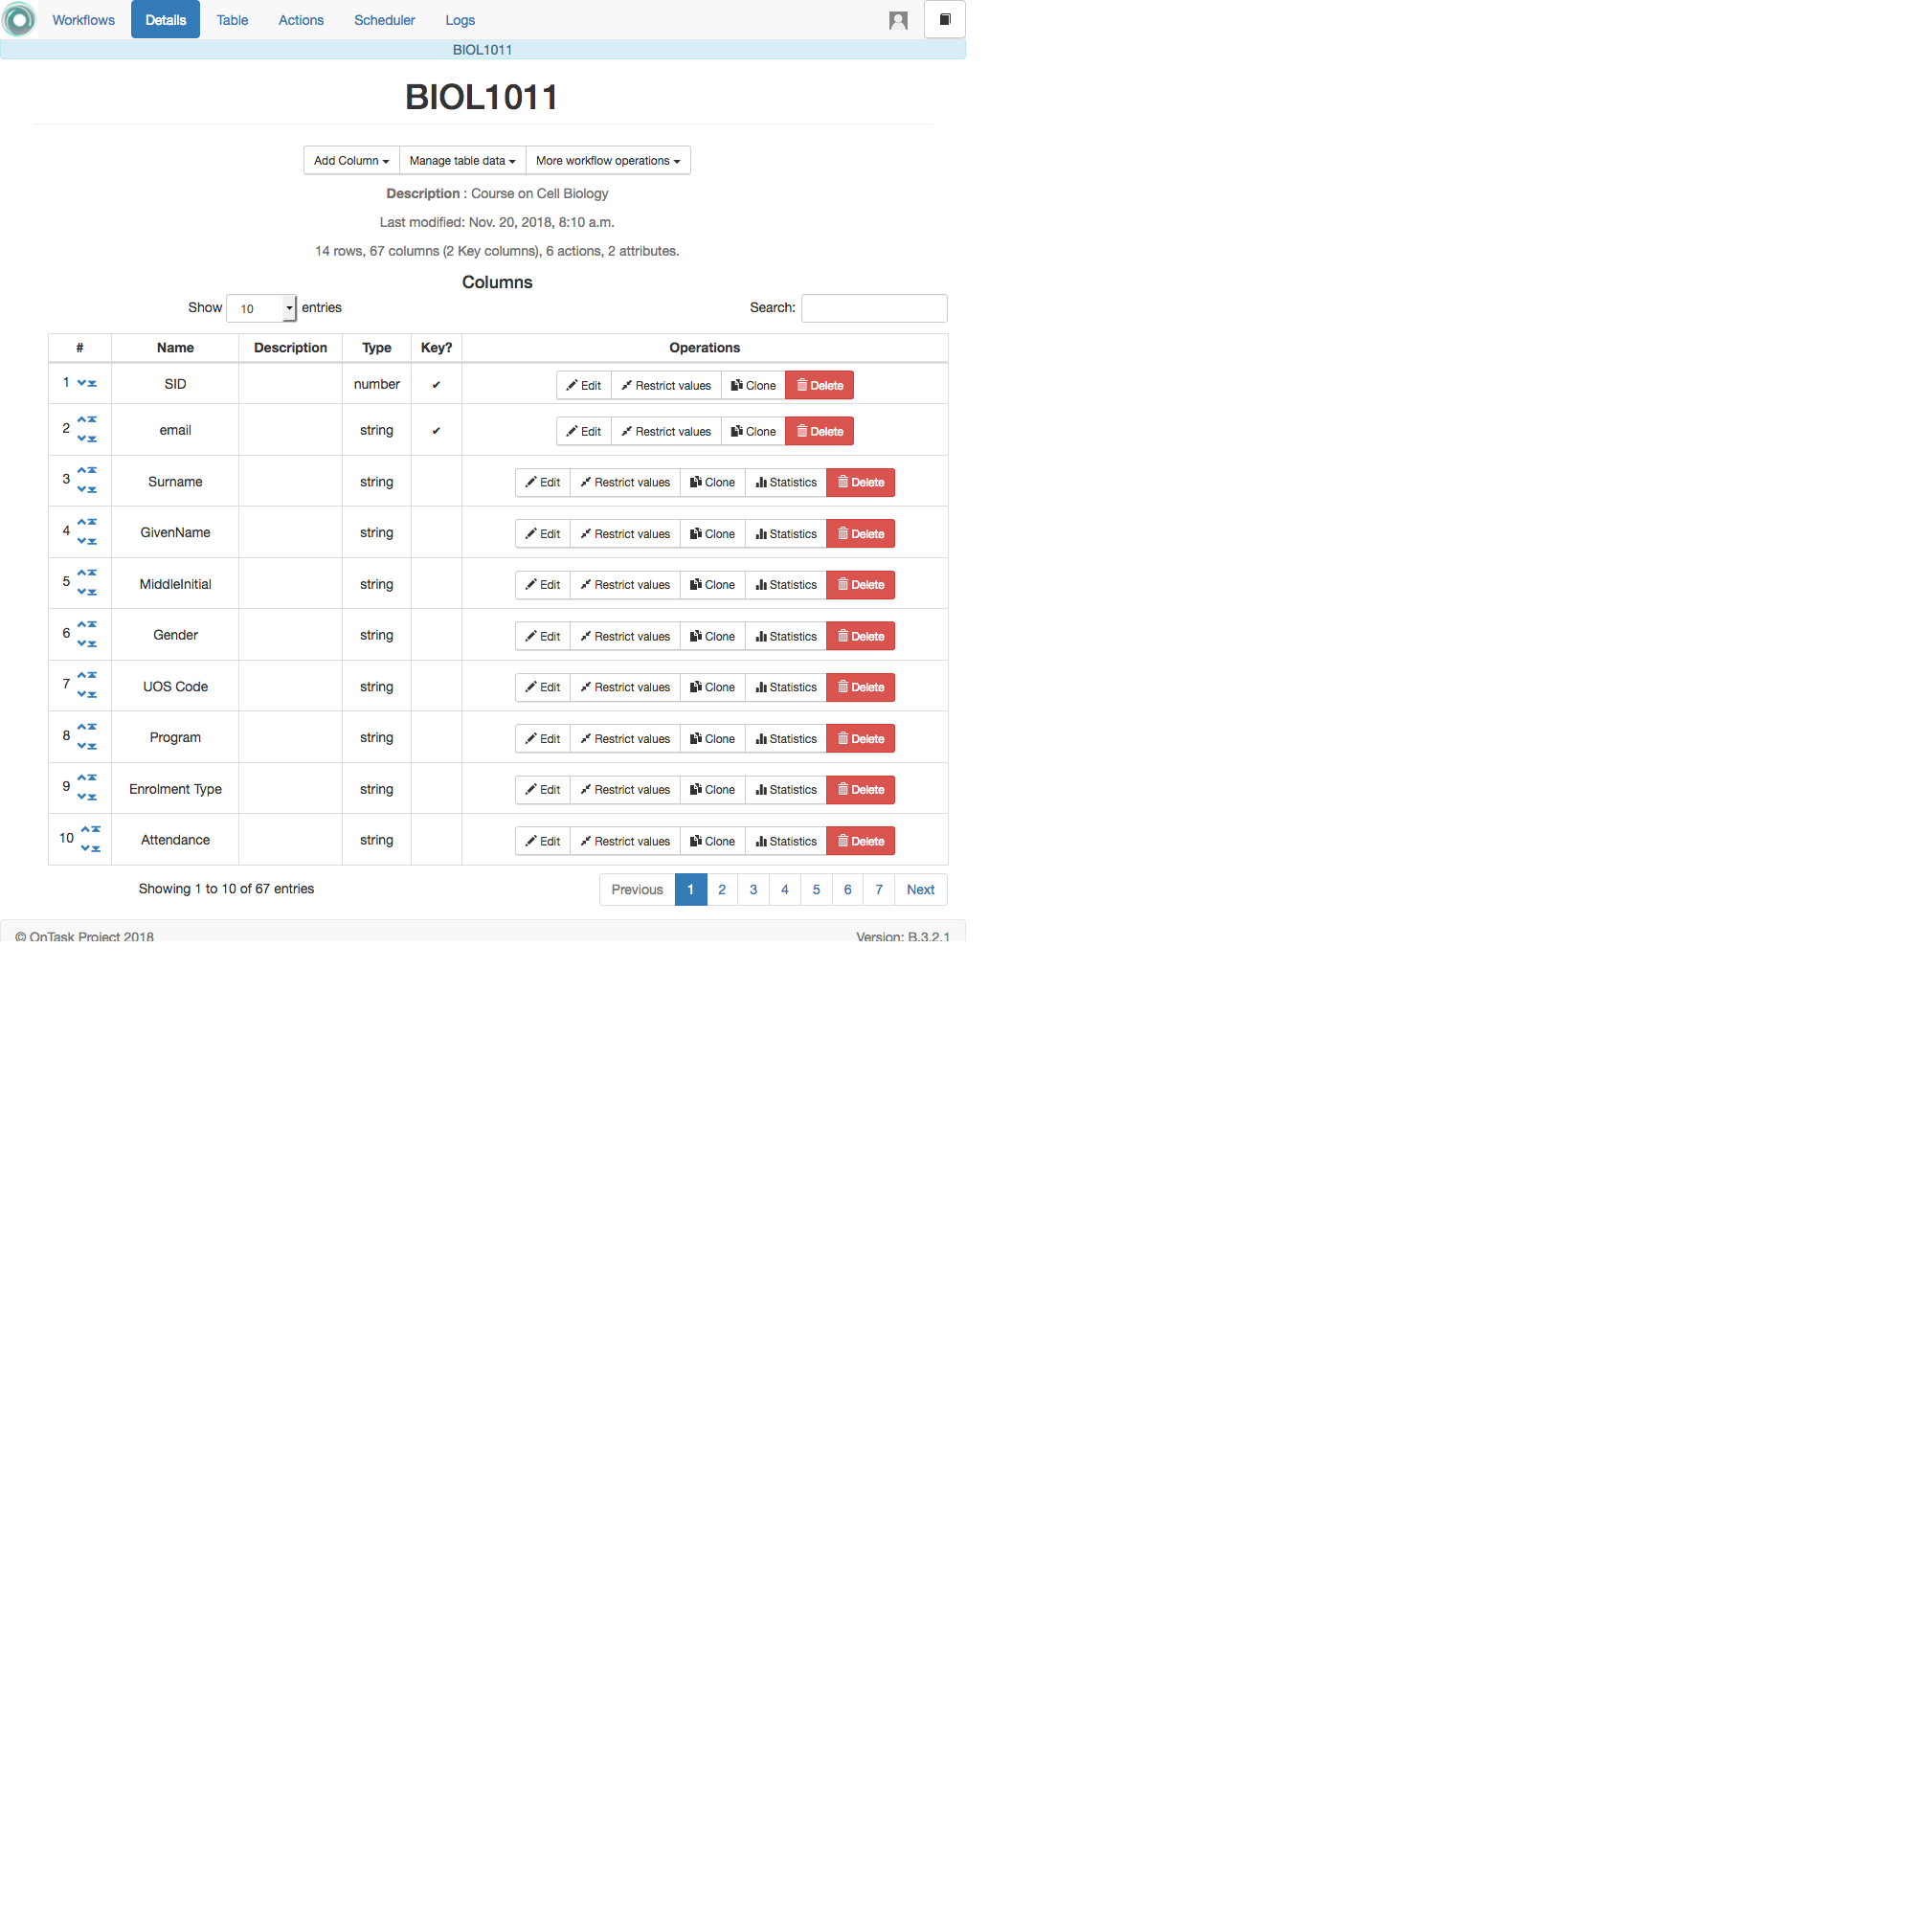 Workflows Details Table Actions Scheduler Logs
BIOL1011
BIOL1011
Add Column Manage table data More workflow operations
Description : Course on Cell Biology
Last modified: Nov. 20, 2018, 8:10 a.m.
14 rows, 67 columns (2 Key columns), 6 actions, 2 attributes.
Columns
Show 10 entries Search:
# Name Description Type Key? Operations
1 SID number ✔ Edit Restrict values Clone Delete
2 email string ✔ Edit Restrict values Clone Delete
3 Surname string Edit Restrict values Clone Statistics Delete
4 GivenName string Edit Restrict values Clone Statistics Delete
5 MiddleInitial string Edit Restrict values Clone Statistics Delete
6 Gender string Edit Restrict values Clone Statistics Delete
7 UOS Code string Edit Restrict values Clone Statistics Delete
8 Program string Edit Restrict values Clone Statistics Delete
9 Enrolment Type string Edit Restrict values Clone Statistics Delete
10 Attendance string Edit Restrict values Clone Statistics Delete
Showing 1 to 10 of 67 entries Previous 1 2 3 4 5 6 7 Next
© OnTask Project 2018 Version: B.3.2.1